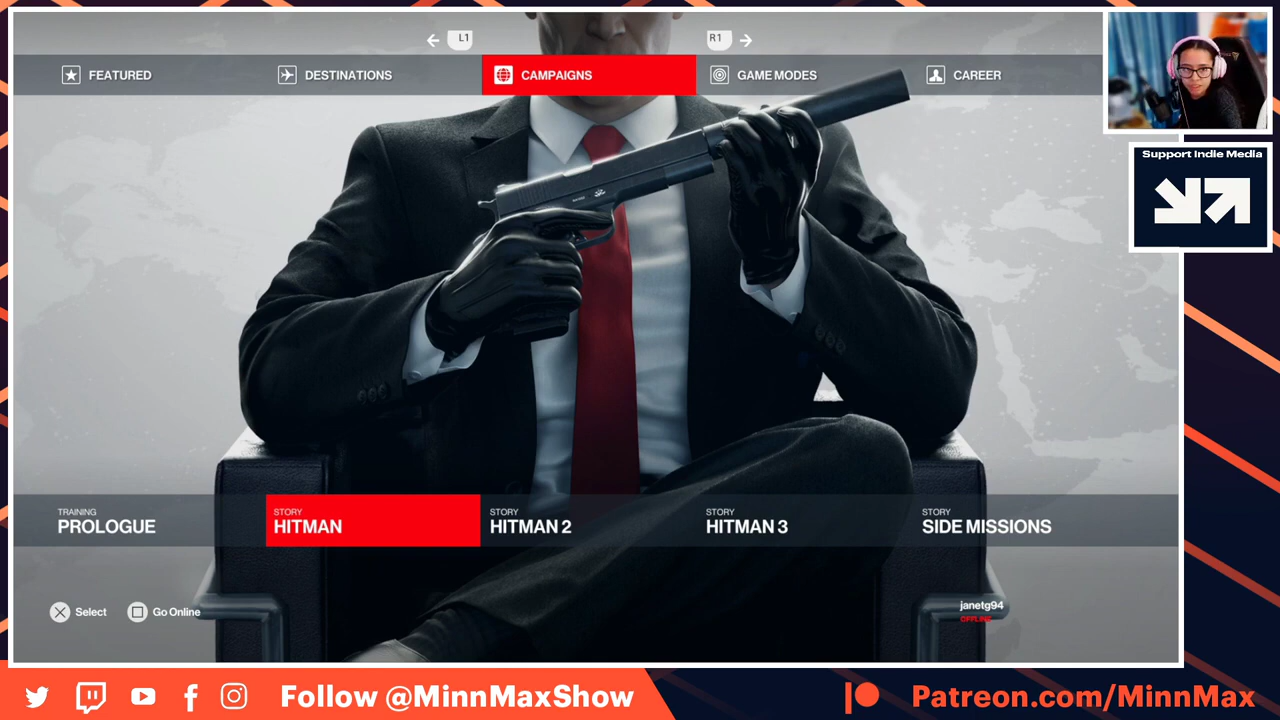 L1
R1
FEATURED
DESTINATIONS
CAMPAIGNS
GAME MODES
CAREER
Support Indie Media
TRAINING
PROLOGUE
STORY
HITMAN
STORY
HITMAN 2
STORY
HITMAN 3
STORY
SIDE MISSIONS
Select
Go Online
janetg94
OFFLINE
Follow @MinnMaxShow
Patreon.com/MinnMax